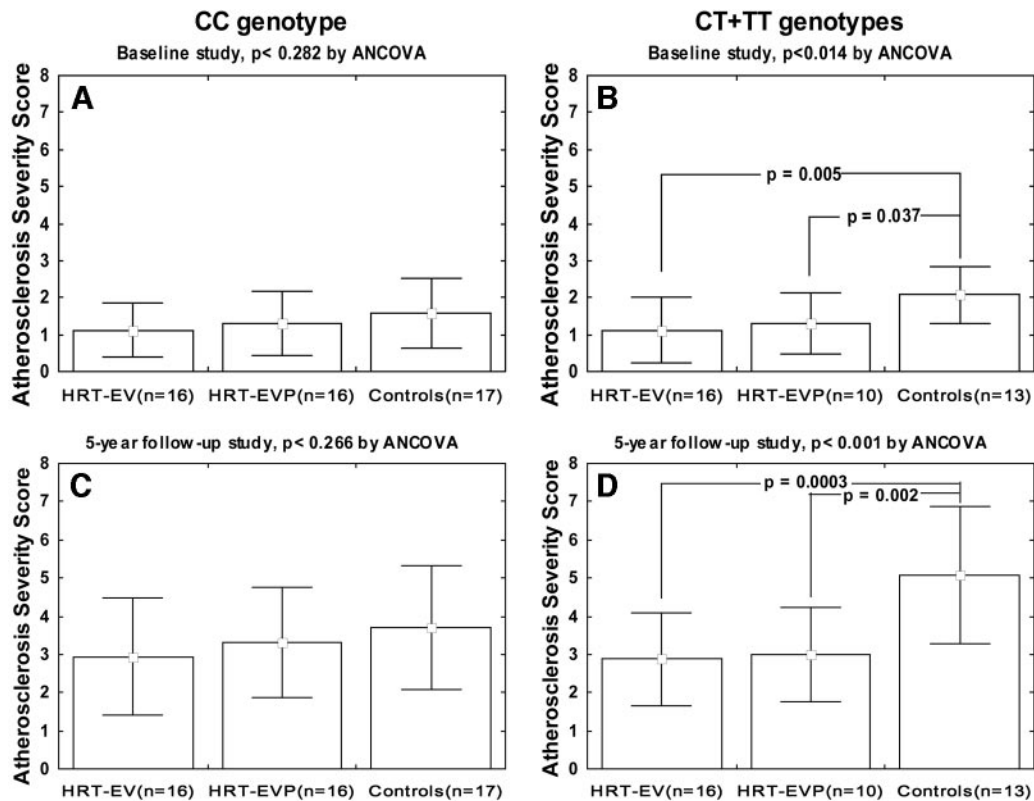 CC genotype
Baseline study, p< 0.282 by ANCOVA
A
Atherosclerosis Severity Score
8
7
6
5
4
3
2
1
0
HRT-EV(n=16) HRT-EVP(n=16) Controls(n=17)
CT+TT genotypes
Baseline study, p<0.014 by ANCOVA
B
Atherosclerosis Severity Score
8
7
6
5
4
3
2
1
0
p = 0.005
p = 0.037
HRT-EV(n=16) HRT-EVP(n=10) Controls(n=13)
5-year follow-up study, p< 0.266 by ANCOVA
C
Atherosclerosis Severity Score
8
7
6
5
4
3
2
1
0
HRT-EV(n=16) HRT-EVP(n=16) Controls(n=17)
5-year follow-up study, p< 0.001 by ANCOVA
D
Atherosclerosis Severity Score
8
7
6
5
4
3
2
1
0
p = 0.0003
p = 0.002
HRT-EV(n=16) HRT-EVP(n=10) Controls(n=13)